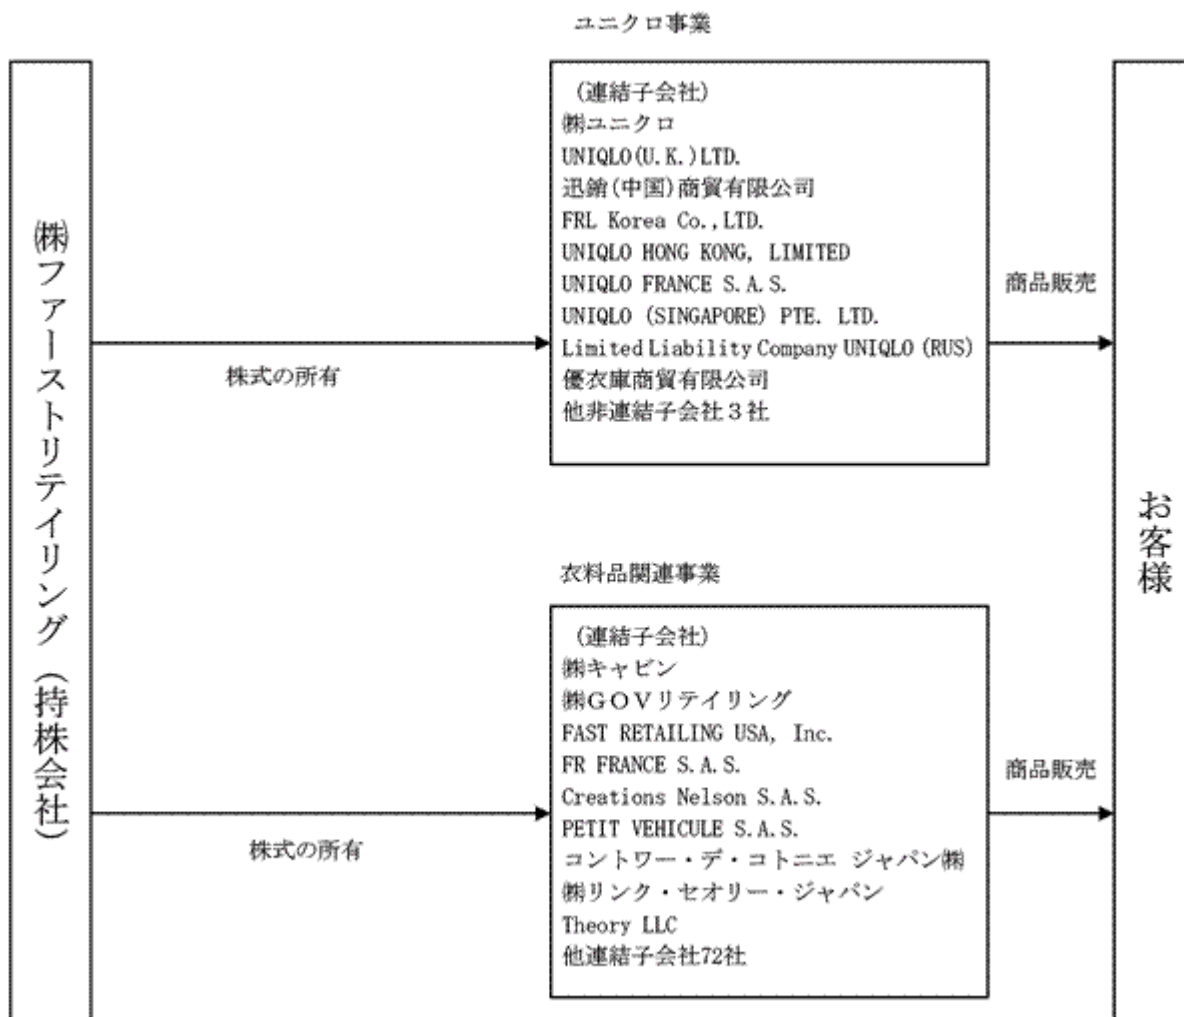 ㈱ファーストリテイリング（持株会社）
株式の所有
ユニクロ事業
（連結子会社）
㈱ユニクロ
UNIQLO(U.K.)LTD.
迅銷(中国)商貿有限公司
FRL Korea Co.,LTD.
UNIQLO HONG KONG, LIMITED
UNIQLO FRANCE S.A.S.
UNIQLO (SINGAPORE) PTE. LTD.
Limited Liability Company UNIQLO (RUS)
優衣庫商貿有限公司
他非連結子会社３社
商品販売
株式の所有
衣料品関連事業
（連結子会社）
㈱キャビン
㈱ＧＯＶリテイリング
FAST RETAILING USA, Inc.
FR FRANCE S.A.S.
Creations Nelson S.A.S.
PETIT VEHICULE S.A.S.
コントワー・デ・コトニエ ジャパン㈱
㈱リンク・セオリー・ジャパン
Theory LLC
他連結子会社72社
商品販売
お客様